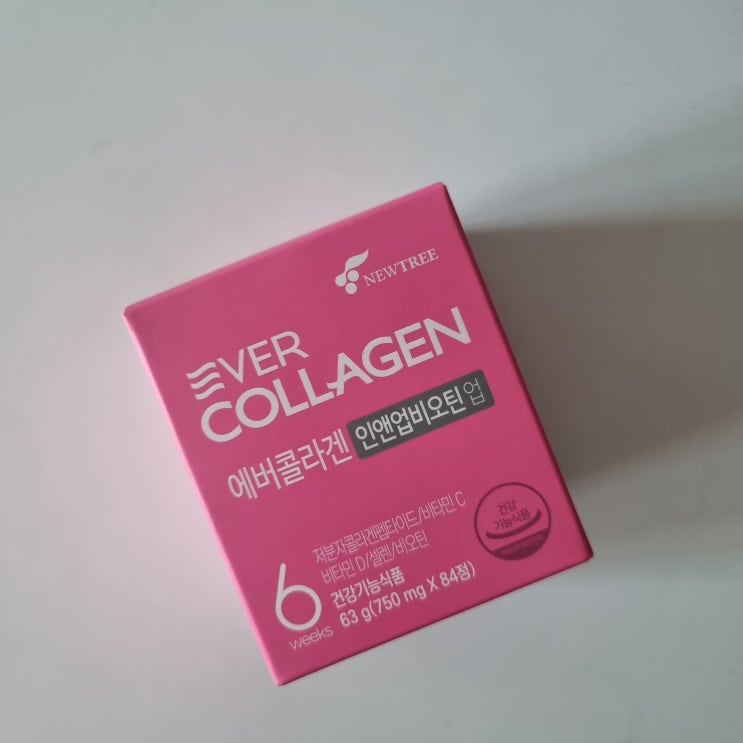 NEWTREE
EVER
COLLAGEN
에버콜라겐 인앤업비오틴 업
저분자콜라겐펩타이드/비타민 C
비타민 D/셀렌/비오틴
건강기능식품
63 g(750 mg X 84정)
6
weeks
건강
기능식품